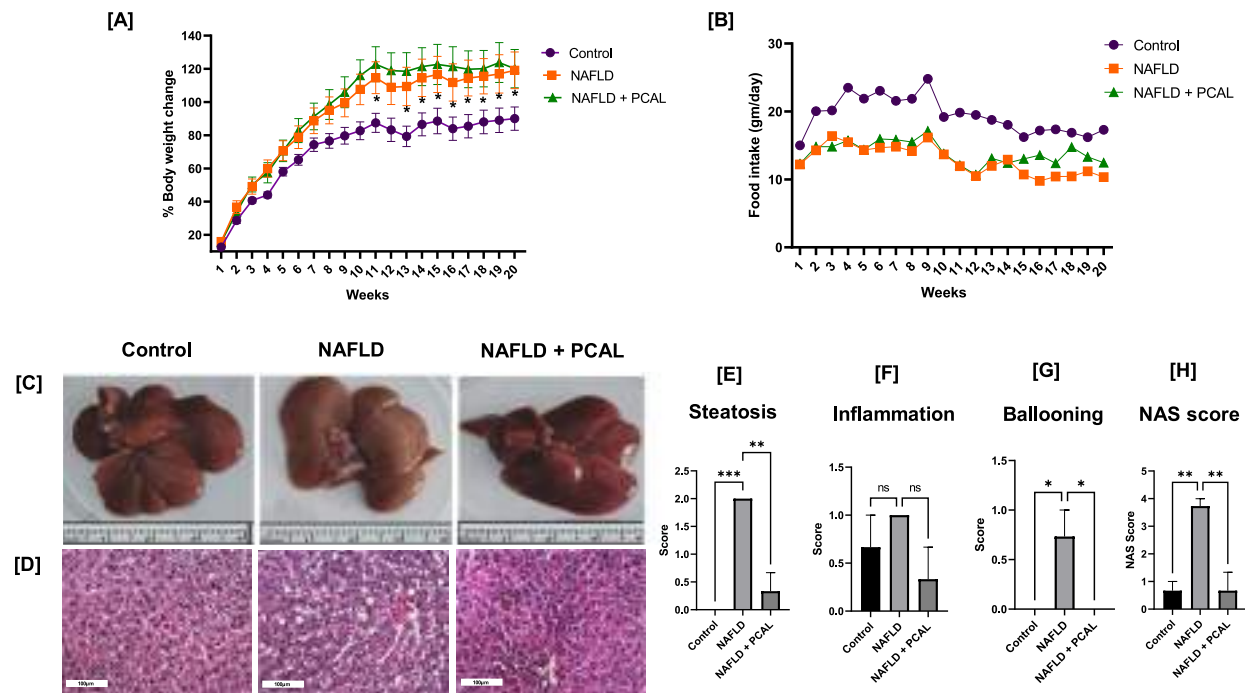 [A]
% Body weight change
140
120
100
80
60
40
20
1 2 3 4 5 6 7 8 9 10 11 12 13 14 15 16 17 18 19 20
Weeks
* * * * * * * * *
Control
NAFLD
NAFLD + PCAL
[B]
Food intake (gm/day)
30
20
10
0
1 2 3 4 5 6 7 8 9 10 11 12 13 14 15 16 17 18 19 20
Weeks
Control
NAFLD
NAFLD + PCAL
Control NAFLD NAFLD + PCAL
[C]
[D]
100µm 100µm 100µm
[E]
Steatosis
*** **
Score
2.5
2.0
1.5
1.0
0.5
0.0
Control NAFLD NAFLD + PCAL
[F]
Inflammation
ns ns
Score
1.5
1.0
0.5
0.0
Control NAFLD NAFLD + PCAL
[G]
Ballooning
* *
Score
1.5
1.0
0.5
0.0
Control NAFLD NAFLD + PCAL
[H]
NAS score
** **
NAS Score
5
4
3
2
1
0
Control NAFLD NAFLD + PCAL